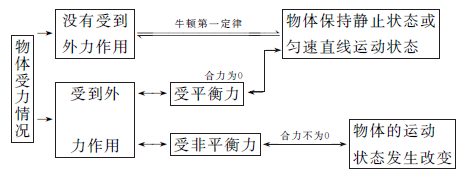 物体受力情况
没有受到
外力作用
牛顿第一定律
物体保持静止状态或
匀速直线运动状态
合力为0
受到外
力作用
受平衡力
受非平衡力
合力不为0
物体的运动
状态发生改变